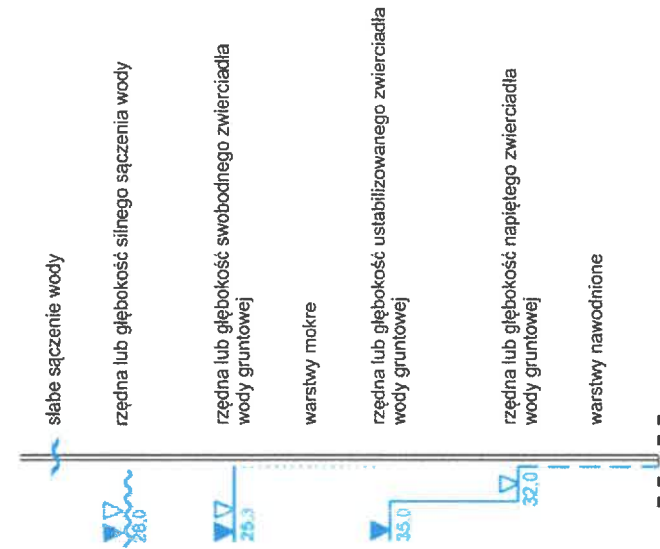 słabe sączenie wody
28,0
rzędna lub głębokość silnego sączenia wody
25,3
rzędna lub głębokość swobodnego zwierciadła
wody gruntowej
warstwy mokre
35,0
rzędna lub głębokość ustabilizowanego zwierciadła
wody gruntowej
32,0
rzędna lub głębokość napiętego zwierciadła
wody gruntowej
warstwy nawodnione